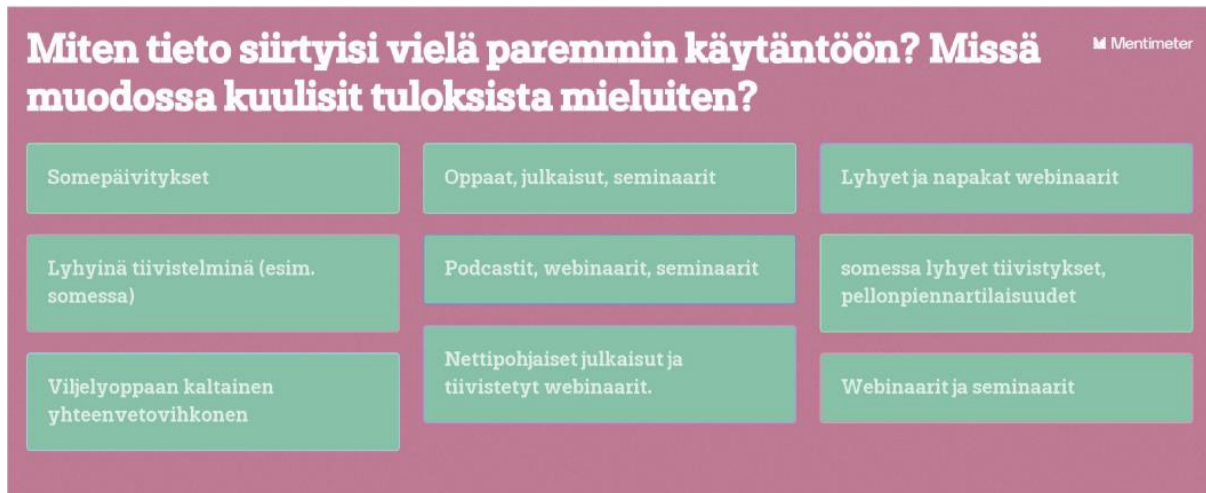 Miten tieto siirtyisi vielä paremmin käytäntöön? Missä
muodossa kuulisit tuloksista mieluiten?
Mentimeter
Somepäivitykset
Lyhyinä tiivistelminä (esim.
somessa)
Viljelyoppaan kaltainen
yhteenvetovihkonen
Oppaat, julkaisut, seminaarit
Podcastit, webinaarit, seminaarit
Nettipohjaiset julkaisut ja
tiivistetyt webinaarit.
Lyhyet ja napakat webinaarit
somessa lyhyet tiivistykset,
pellonpiennartilaisuudet
Webinaarit ja seminaarit